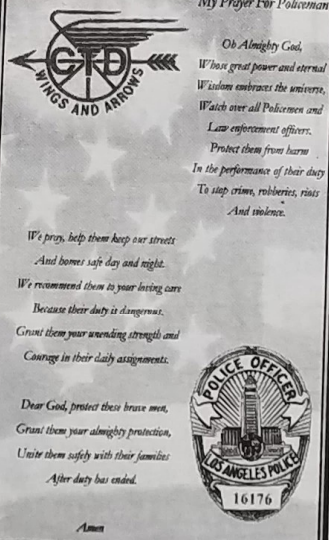 My Prayer For Policeman
GTD
WINGS AND ARROWS
Oh Almighty God,
Whose great power and eternal
Wisdom embraces the universe,
Watch over all Policemen and
Law enforcement officers.
Protect them from harm
In the performance of their duty
To stop crime, robberies, riots
And violence.
We pray, help them keep our streets
And homes safe day and night.
We recommend them to your loving care
Because their duty is dangerous.
Grant them your unending strength and
Courage in their daily assignments.
Dear God, protect these brave men,
Grant them your almighty protection,
Unite them safely with their families
After duty has ended.
Amen
POLICE OFFICER
LOS ANGELES POLICE
16176